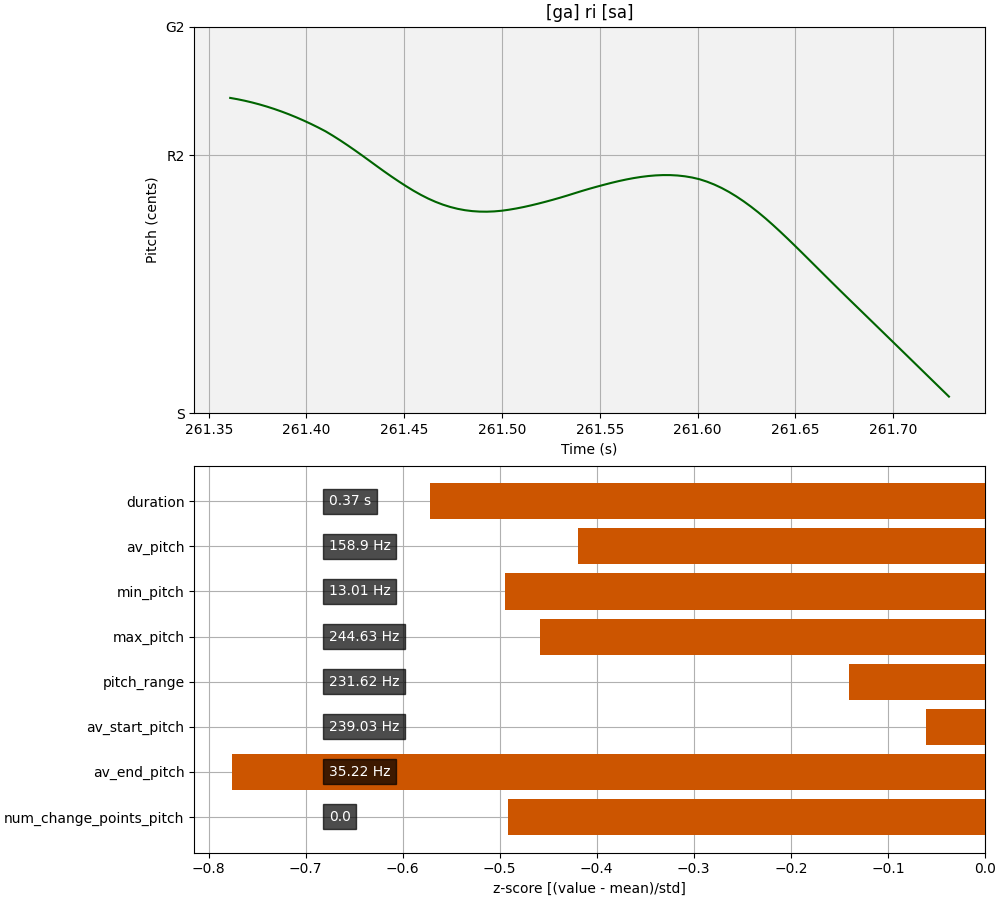 [ga] ri [sa]
G2
R2
S
Pitch (cents)
261.35 261.40 261.45 261.50 261.55 261.60 261.65 261.70
Time (s)
duration 0.37 s
av_pitch 158.9 Hz
min_pitch 13.01 Hz
max_pitch 244.63 Hz
pitch_range 231.62 Hz
av_start_pitch 239.03 Hz
av_end_pitch 35.22 Hz
num_change_points_pitch 0.0
−0.8 −0.7 −0.6 −0.5 −0.4 −0.3 −0.2 −0.1 0.0
z-score [(value - mean)/std]